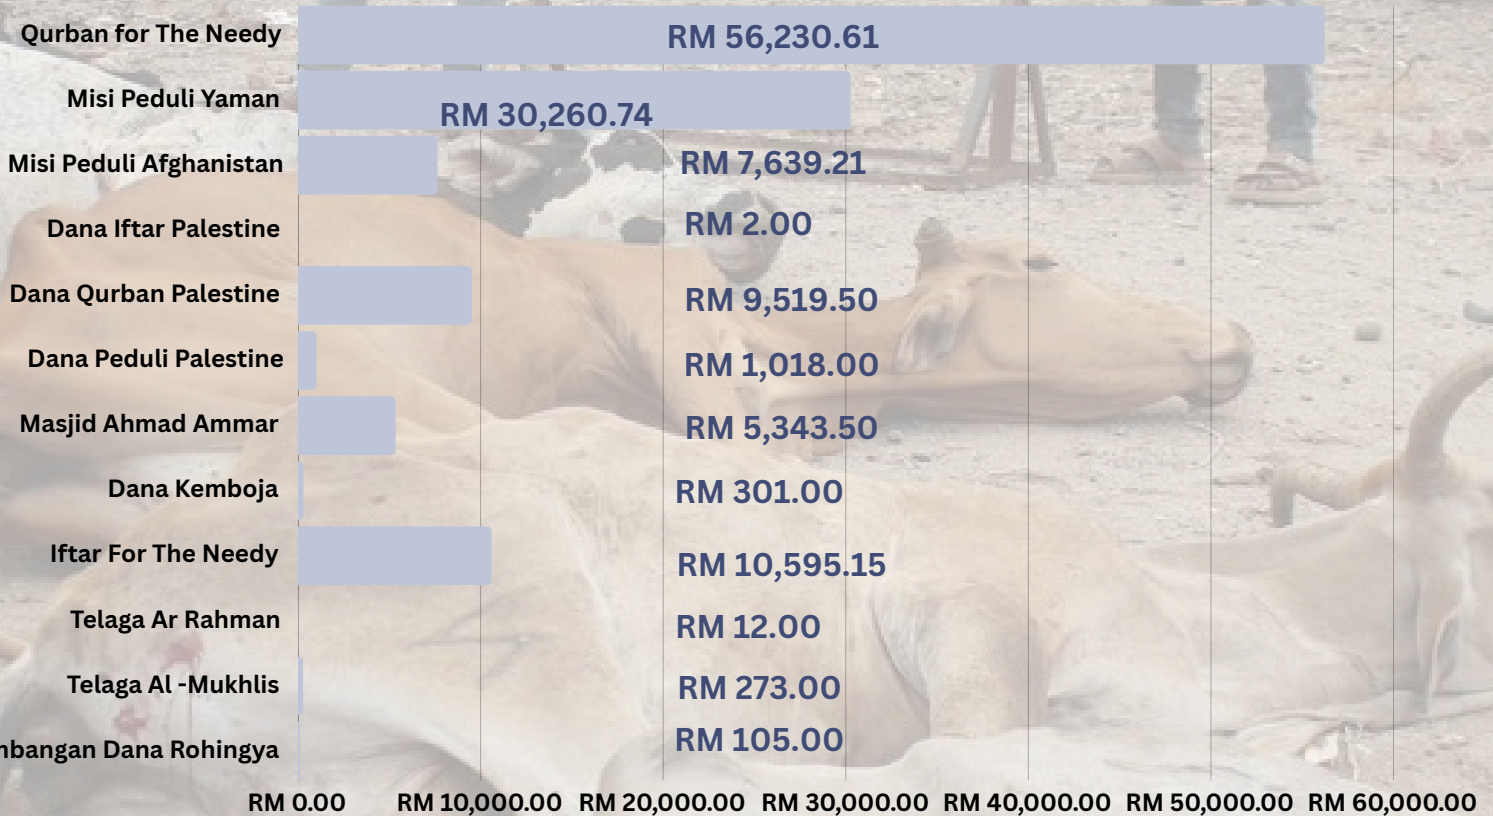 Qurban for The Needy RM 56,230.61
Misi Peduli Yaman RM 30,260.74
Misi Peduli Afghanistan RM 7,639.21
Dana Iftar Palestine RM 2.00
Dana Qurban Palestine RM 9,519.50
Dana Peduli Palestine RM 1,018.00
Masjid Ahmad Ammar RM 5,343.50
Dana Kemboja RM 301.00
Iftar For The Needy RM 10,595.15
Telaga Ar Rahman RM 12.00
Telaga Al -Mukhlis RM 273.00
mbangan Dana Rohingya RM 105.00
RM 0.00 RM 10,000.00 RM 20,000.00 RM 30,000.00 RM 40,000.00 RM 50,000.00 RM 60,000.00